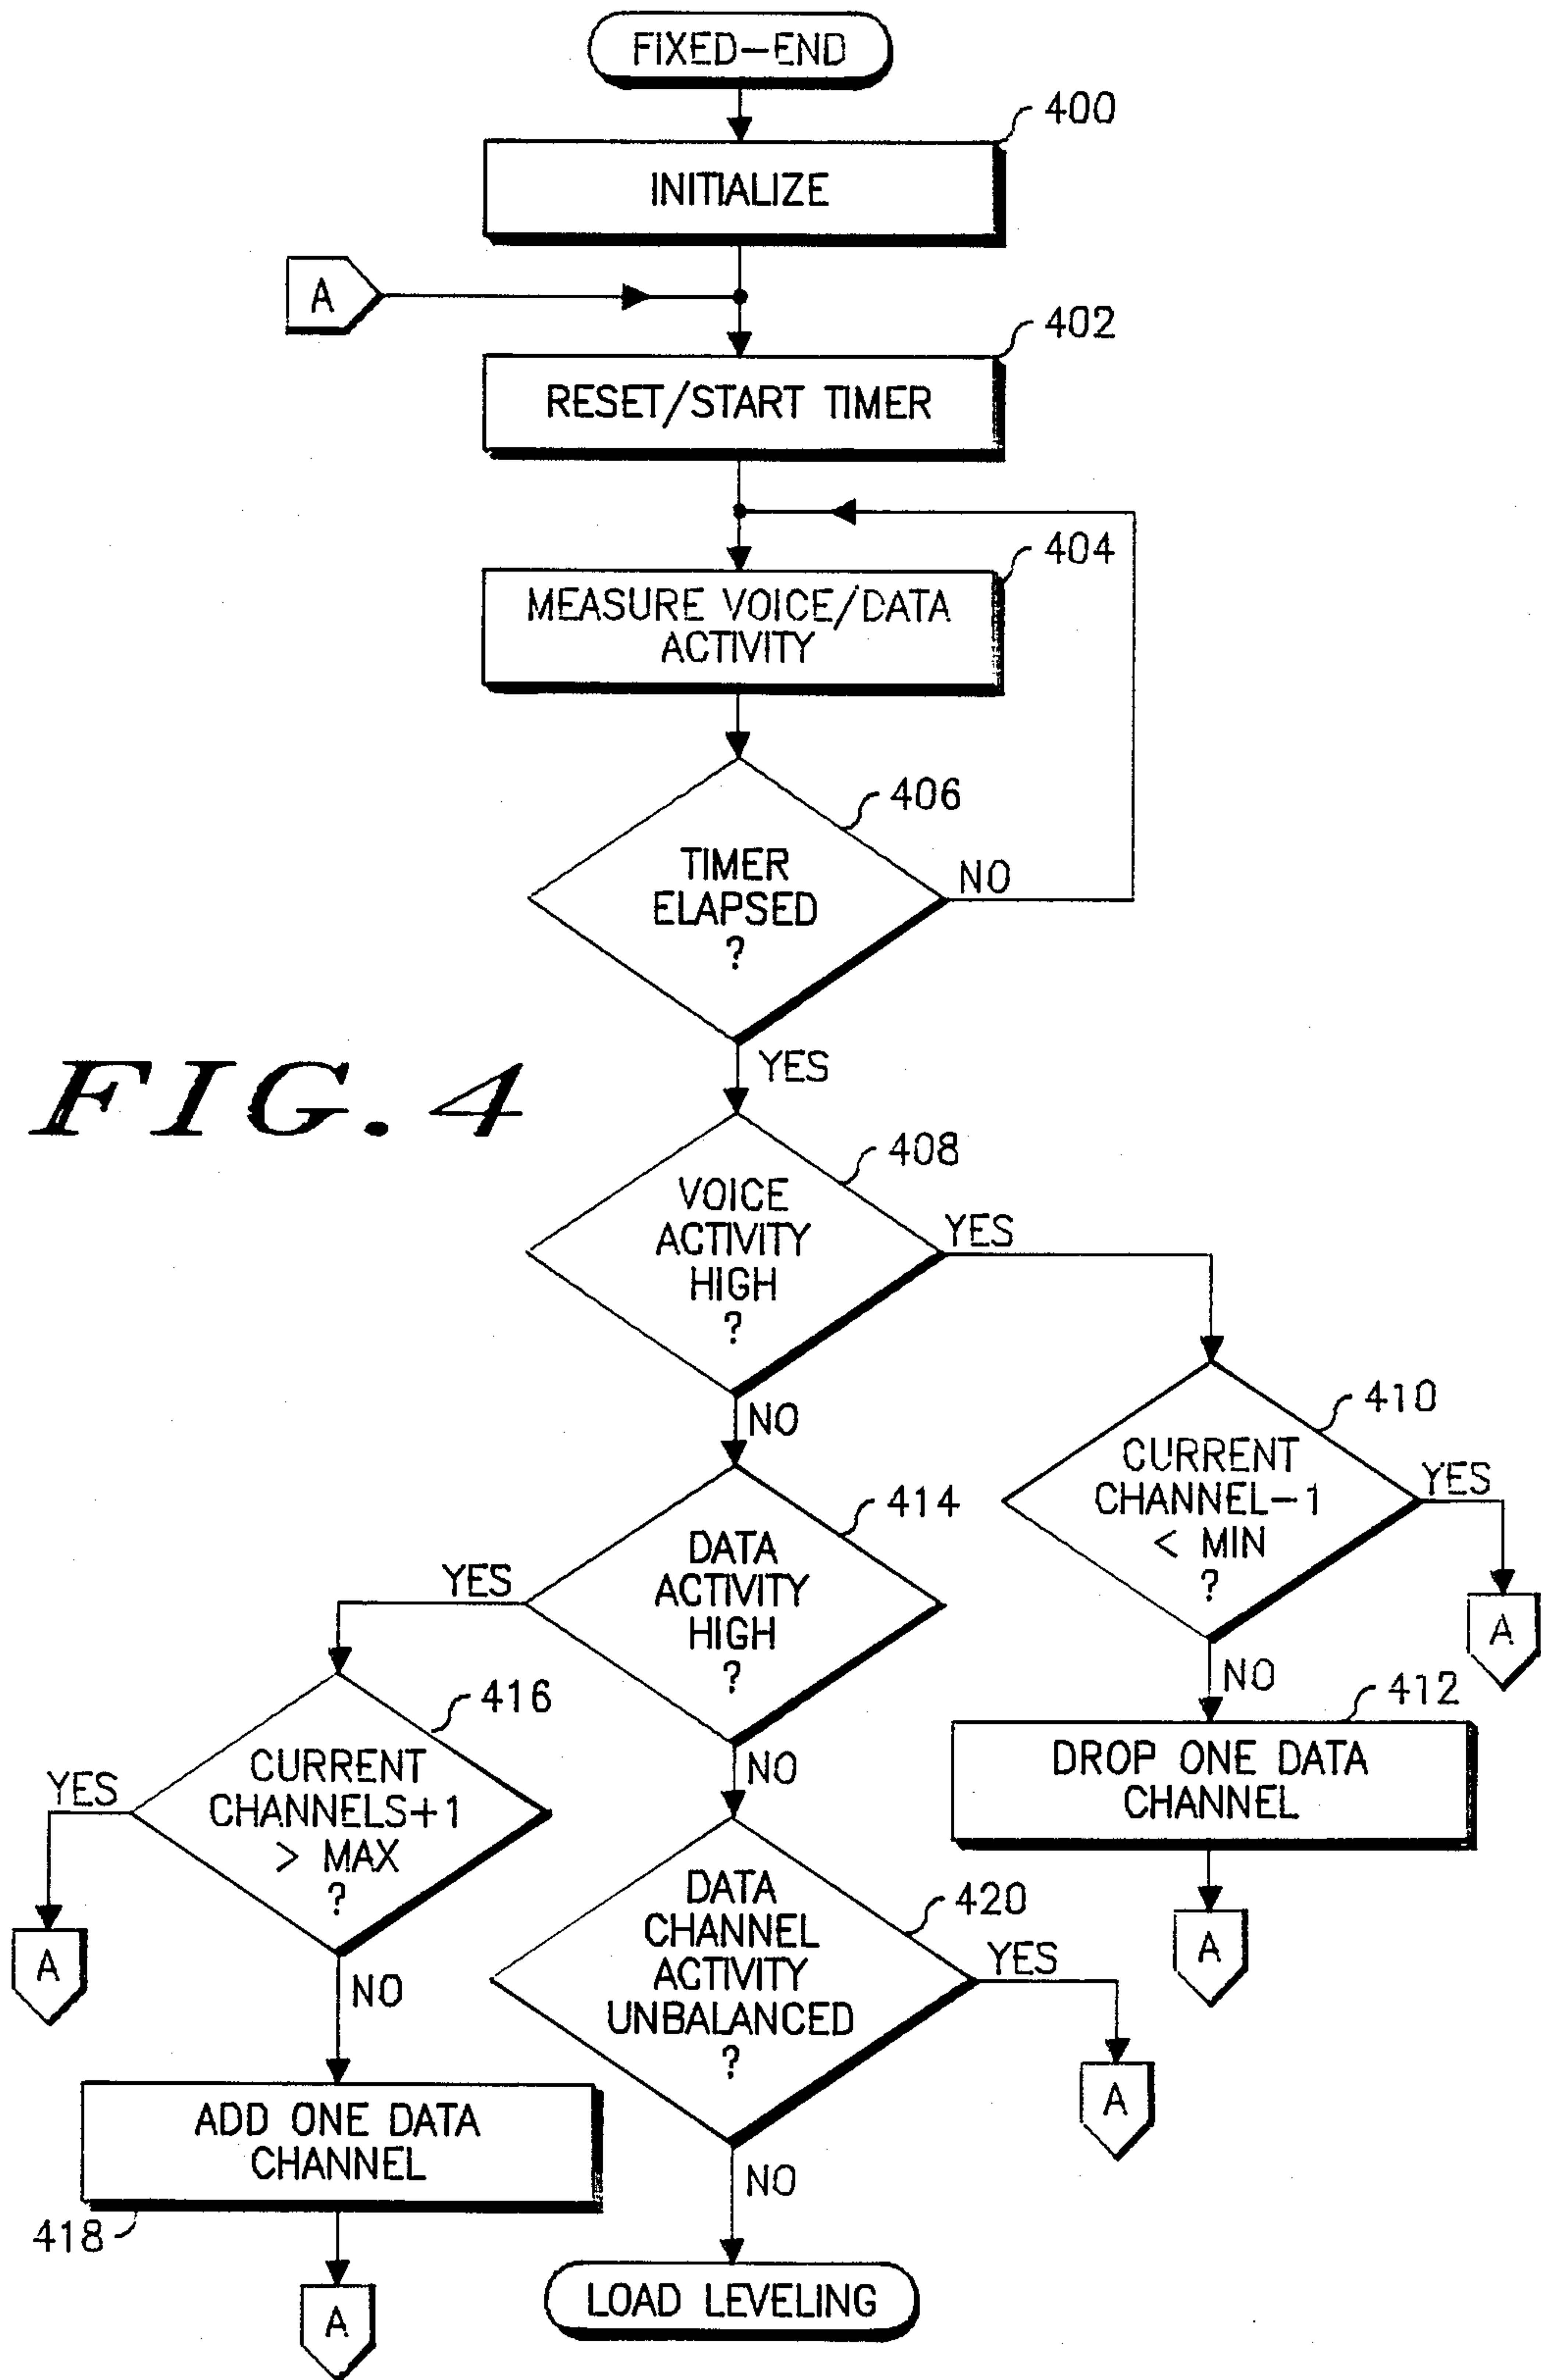 FIXED-END
400
INITIALIZE
A
402
RESET/START TIMER
404
MEASURE VOICE/DATA
ACTIVITY
406
TIMER
ELAPSED
?
NO
YES
FIG. 4
408
VOICE
ACTIVITY
HIGH
?
YES
NO
410
CURRENT
CHANNEL-1
< MIN
?
YES
A
NO
412
DROP ONE DATA
CHANNEL
A
414
DATA
ACTIVITY
HIGH
?
YES
NO
416
CURRENT
CHANNELS+1
> MAX
?
YES
A
NO
ADD ONE DATA
CHANNEL
418
A
420
DATA
CHANNEL
ACTIVITY
UNBALANCED
?
YES
A
NO
LOAD LEVELING